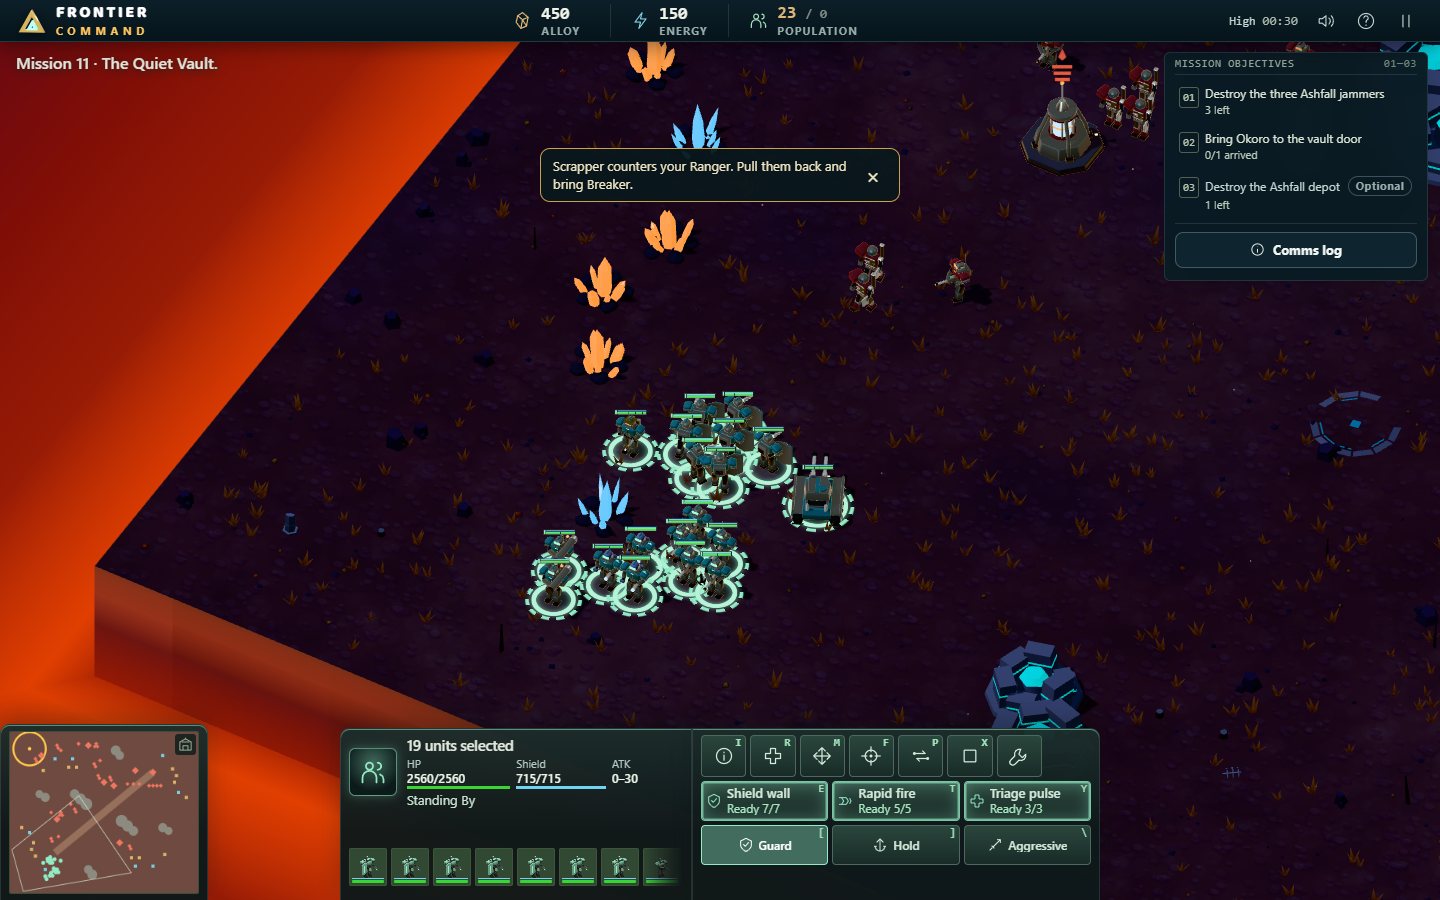 FRONTIER
COMMAND
450
ALLOY
150
ENERGY
23 / 0
POPULATION
High 00:30
Mission 11 · The Quiet Vault.
MISSION OBJECTIVES 01—03
01 Destroy the three Ashfall jammers
3 left
02 Bring Okoro to the vault door
0/1 arrived
03 Destroy the Ashfall depot Optional
1 left
Comms log
Scrapper counters your Ranger. Pull them back and
bring Breaker.
19 units selected
HP Shield ATK
2560/2560 715/715 0–30
Standing By
I R M F P X
Shield wall E
Ready 7/7
Rapid fire T
Ready 5/5
Triage pulse Y
Ready 3/3
Guard [
Hold ]
Aggressive \